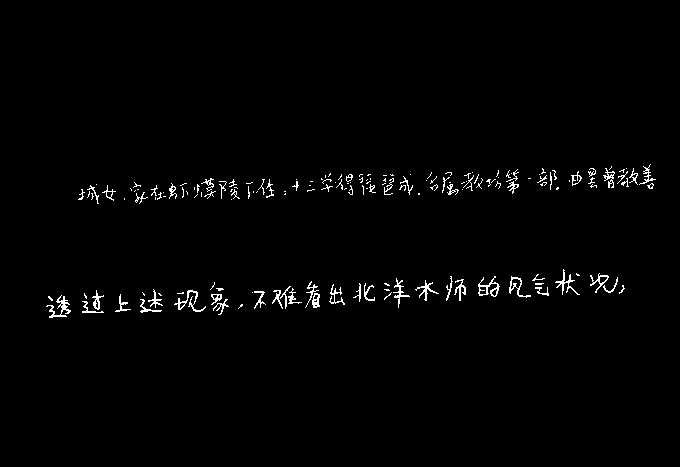 城女,家在虾蟆陵下住;十三学得琵琶成,名属教坊第一部.曲罢曾教善
透过上述现象,不难看出北洋水师的风气状况,